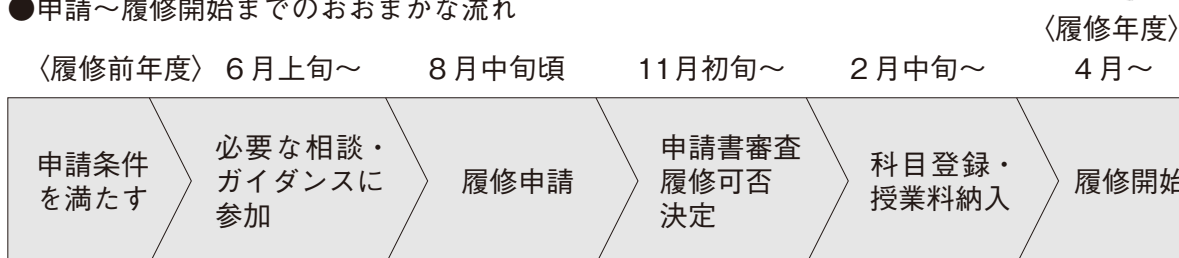 ●申請～履修開始までのおおまかな流れ
〈履修年度〉
〈履修前年度〉 6月上旬～ 8月中旬頃 11月初旬～ 2月中旬～ 4月～
申請条件
を満たす
必要な相談・
ガイダンスに
参加
履修申請
申請書審査
履修可否
決定
科目登録・
授業料納入
履修開始